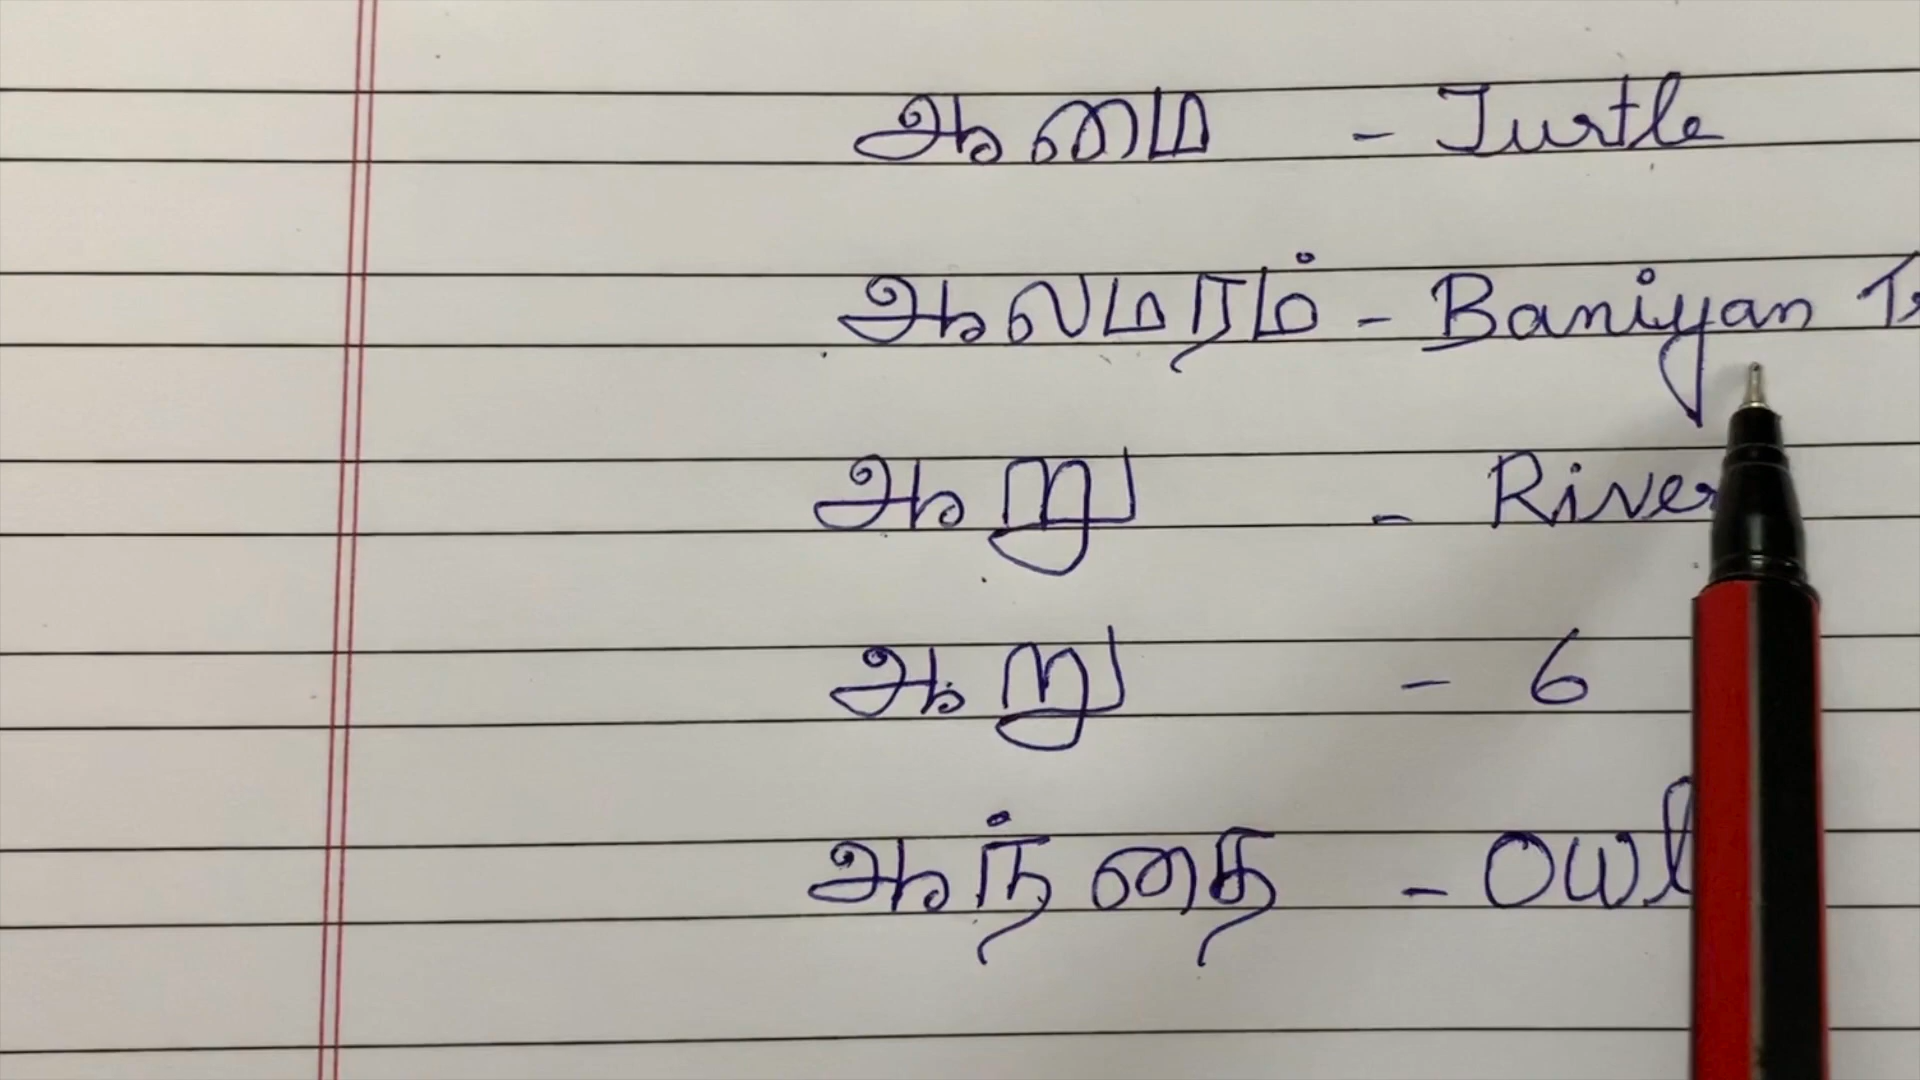 ஆமை - Turtle
ஆலமரம் - Baniyan
ஆறு - River
ஆறு - 6
ஆந்தை - Owl